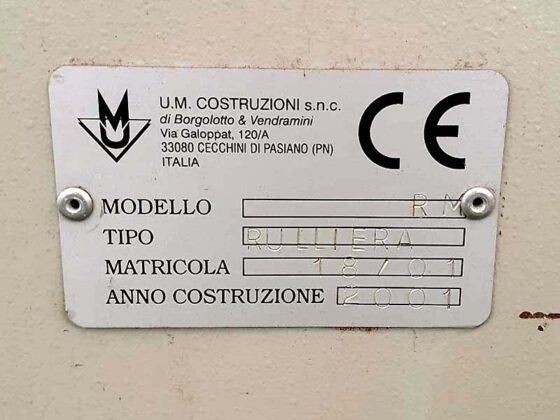 MU
U.M. COSTRUZIONI s.n.c.
di Borgolotto & Vendramini
Via Galoppat, 120/A
33080 CECCHINI DI PASIANO (PN)
ITALIA
CE
MODELLO RM
TIPO RULLIERA
MATRICOLA 18/01
ANNO COSTRUZIONE 2001